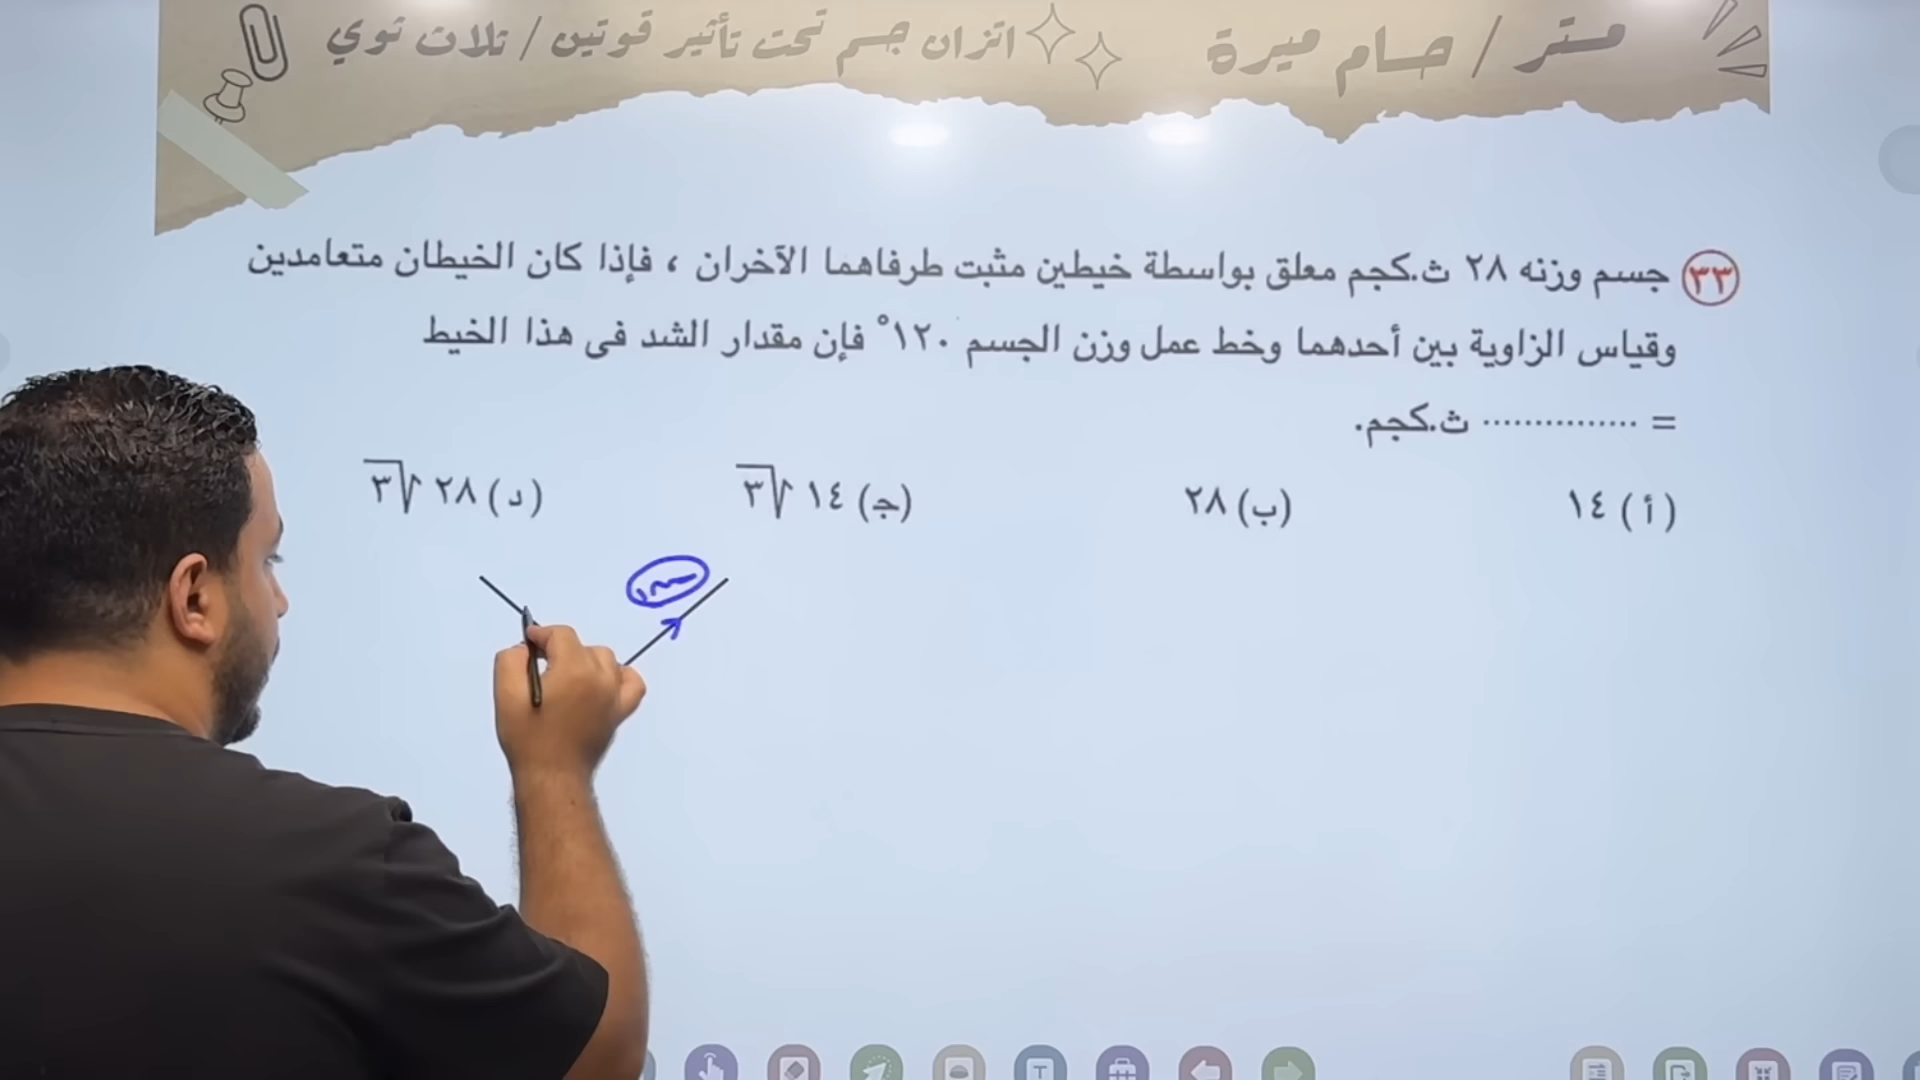 مستر / حسام ميرة
اتزان جسم تحت تأثير قوتين / تلات ثوي
٣٣ جسم وزنه ٢٨ ث.كجم معلق بواسطة خيطين مثبت طرفاهما الآخران ، فإذا كان الخيطان متعامدين
وقياس الزاوية بين أحدهما وخط عمل وزن الجسم ١٢٠° فإن مقدار الشد فى هذا الخيط
= ............... ث.كجم.
( أ ) ١٤ (ب) ٢٨ (جـ) ١٤ √٣ ( د ) ٢٨ √٣